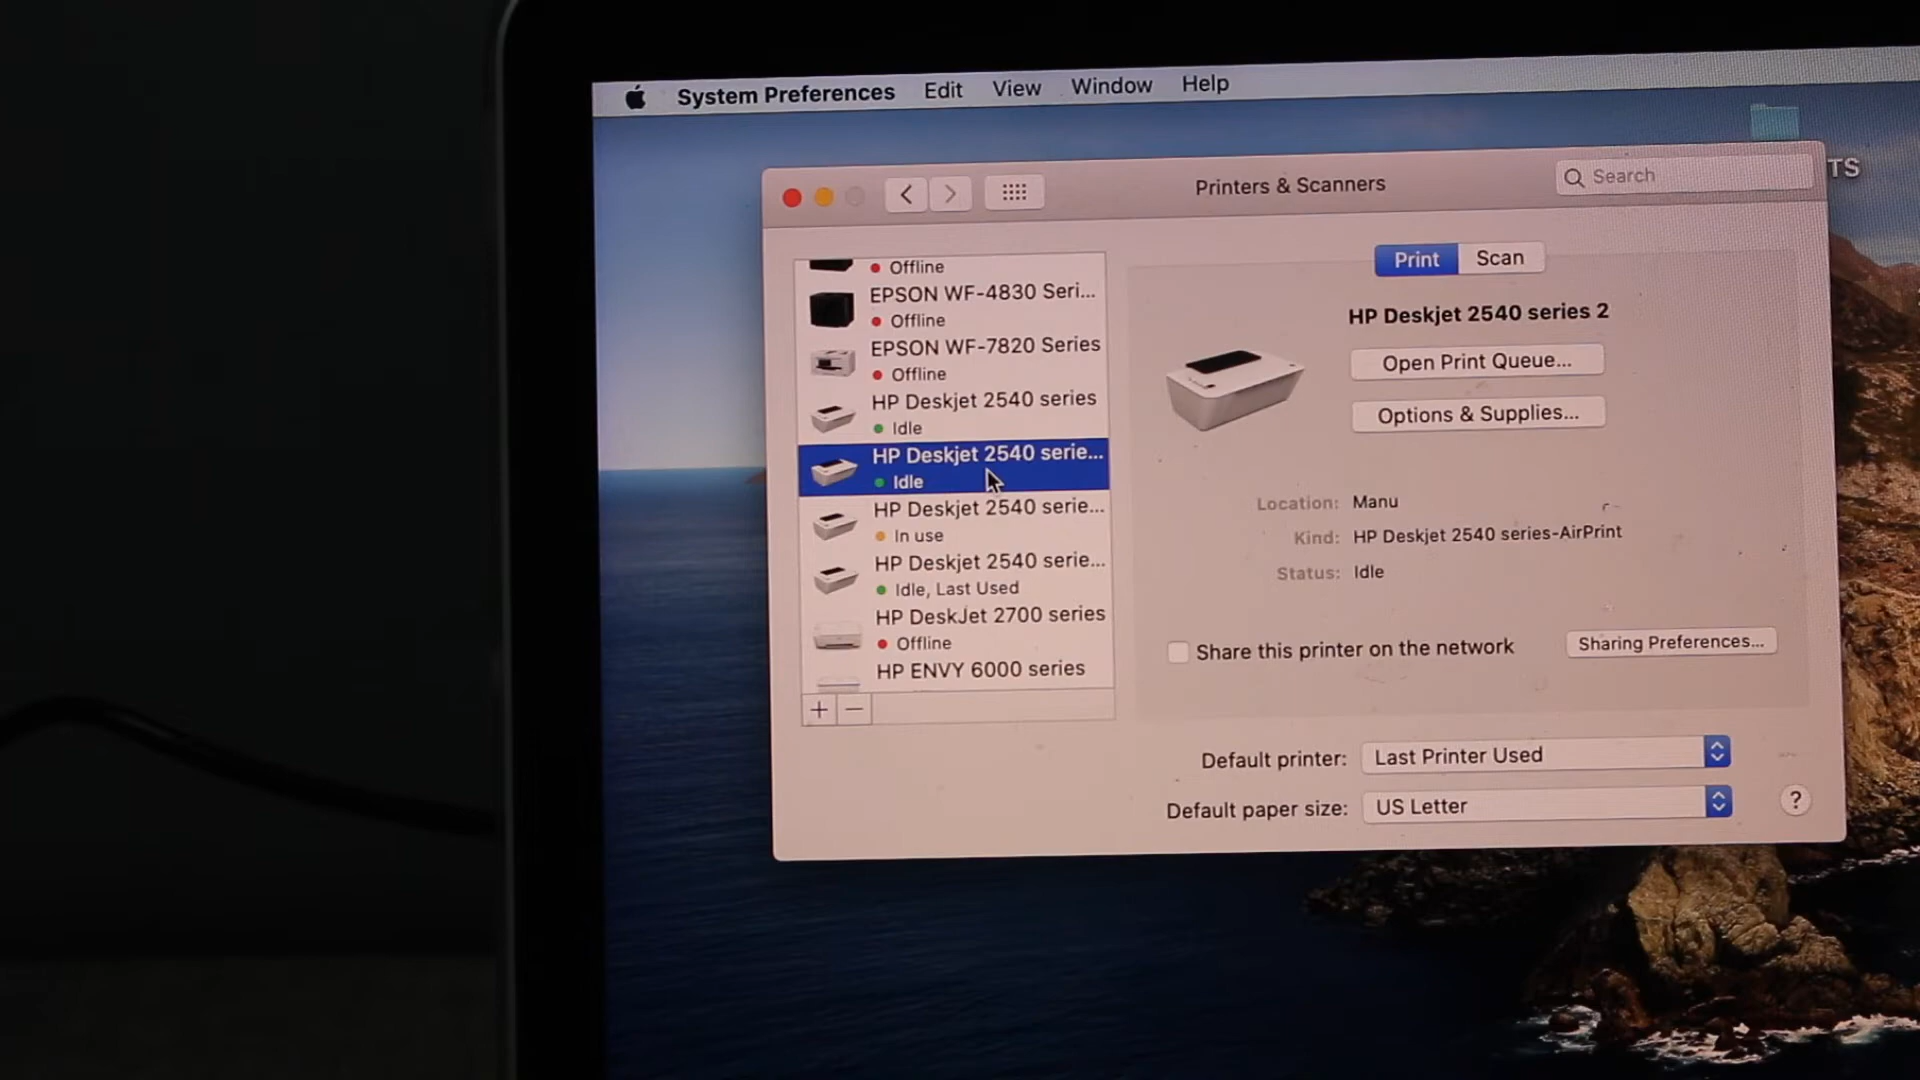 System Preferences Edit View Window Help
TS
Printers & Scanners
Search
Offline
EPSON WF-4830 Seri...
Offline
EPSON WF-7820 Series
Offline
HP Deskjet 2540 series
Idle
HP Deskjet 2540 serie...
Idle
HP Deskjet 2540 serie...
In use
HP Deskjet 2540 serie...
Idle, Last Used
HP DeskJet 2700 series
Offline
HP ENVY 6000 series
+ −
Print Scan
HP Deskjet 2540 series 2
Open Print Queue...
Options & Supplies...
Location: Manu
Kind: HP Deskjet 2540 series-AirPrint
Status: Idle
Share this printer on the network
Sharing Preferences...
Default printer: Last Printer Used
Default paper size: US Letter
?